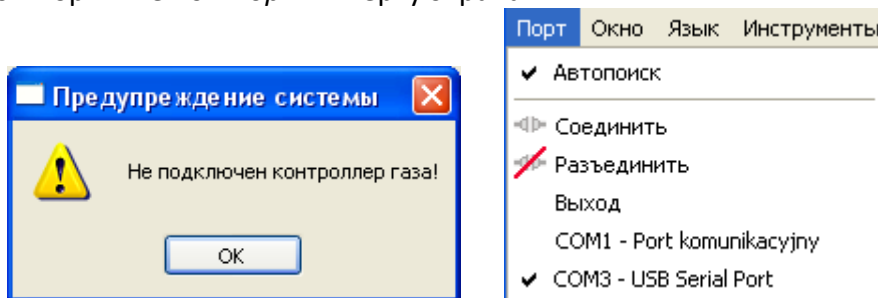 Порт Окно Язык Инструменты
Автопоиск
Соединить
Разъединить
Выход
COM1 - Port komunikacyjny
COM3 - USB Serial Port
Предупреждение системы
Не подключен контроллер газа!
OK